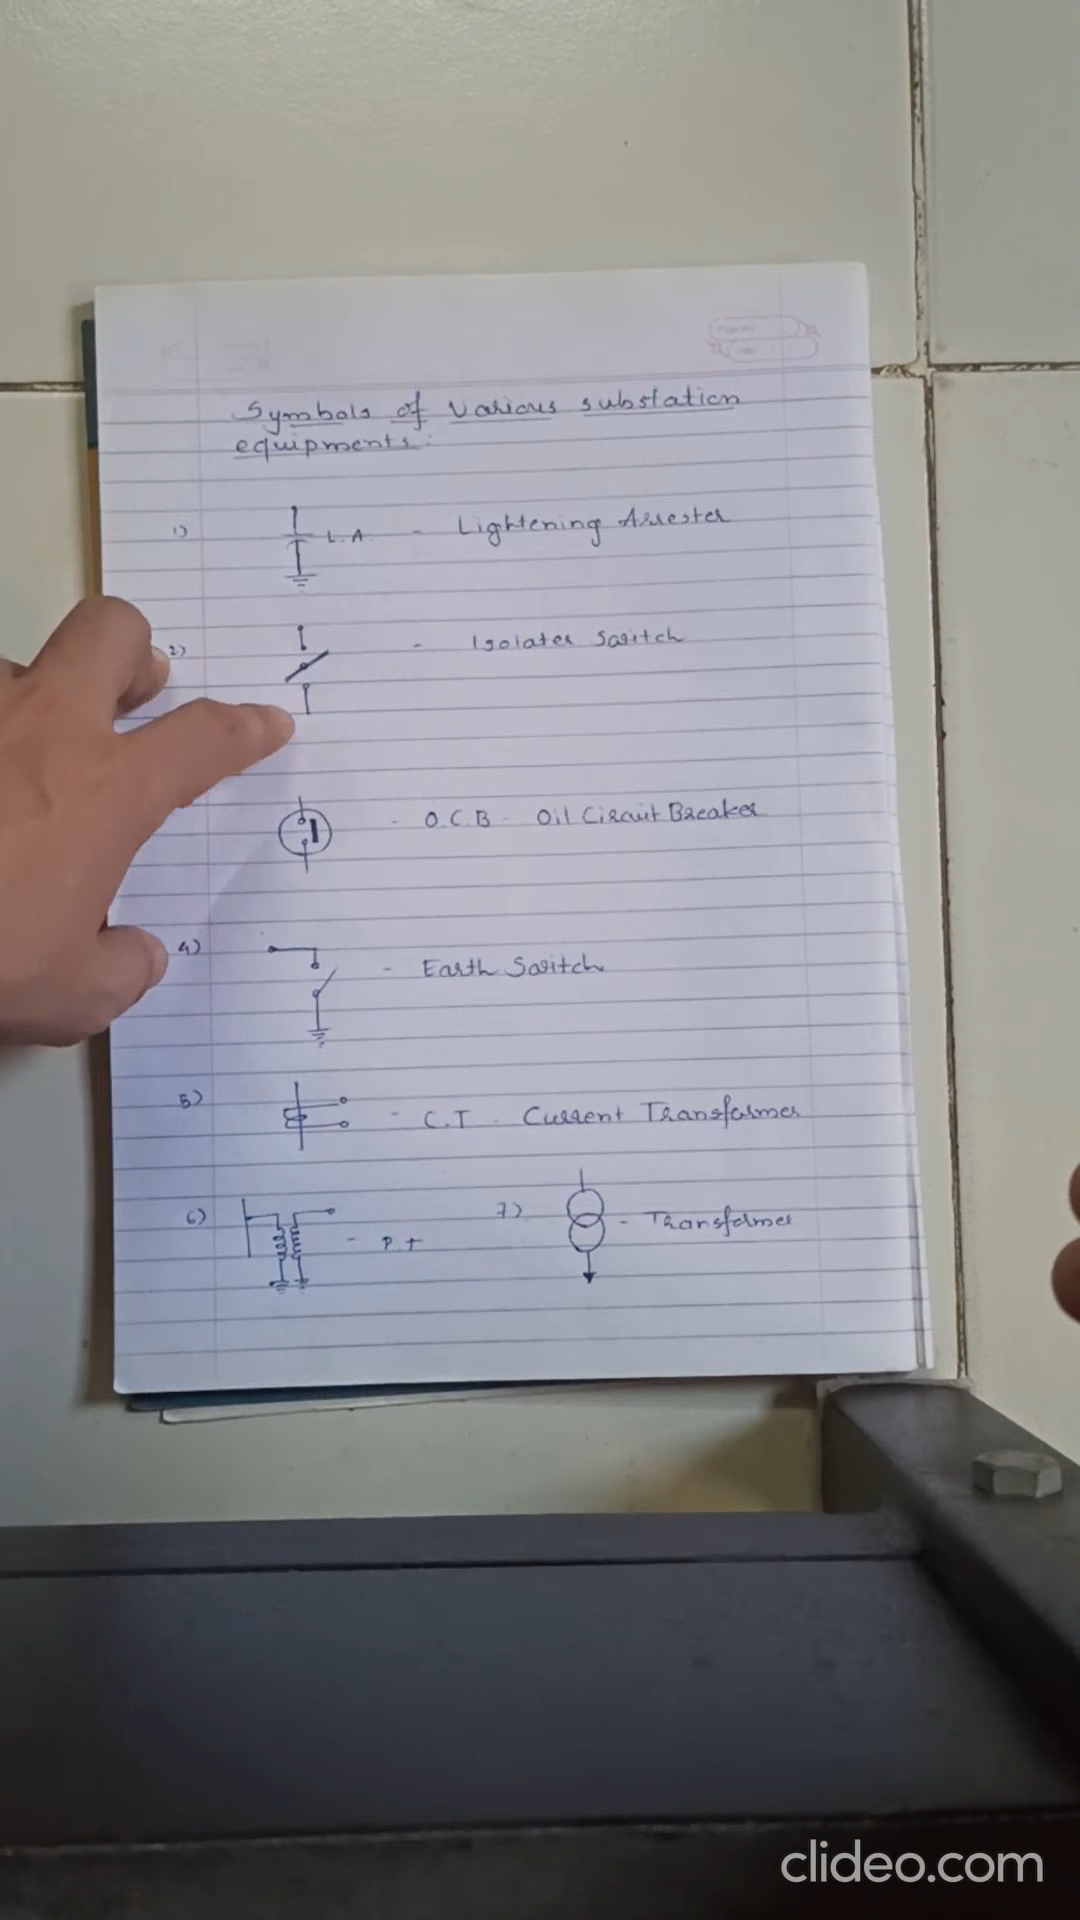 Symbols of various substation
equipments:
1) L.A - Lightening Arrester
2) - Isolater Switch
- O.C.B - Oil Circuit Breaker
4) - Earth Switch
5) - C.T - Current Transformer
6) - P T 7) - Transformer
clideo.com